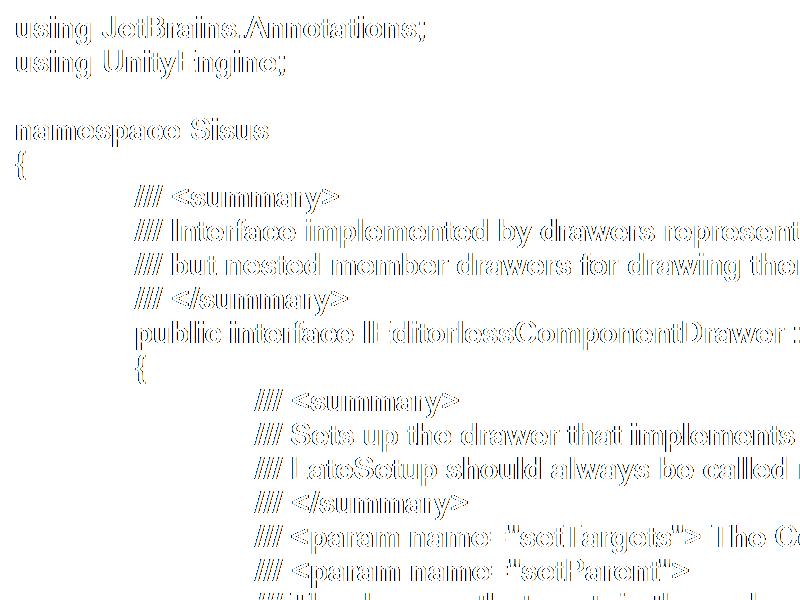 using JetBrains.Annotations;
using UnityEngine;

namespace Sisus
{
/// <summary>
/// Interface implemented by drawers represent
/// but nested member drawers for drawing
/// </summary>
public interface IEditorlessComponentDrawer :
{
/// <summary>
/// Sets up the drawer that implements
/// LateSetup should always be called
/// </summary>
/// <param name="setTargets"> The
/// <param name="setParent">